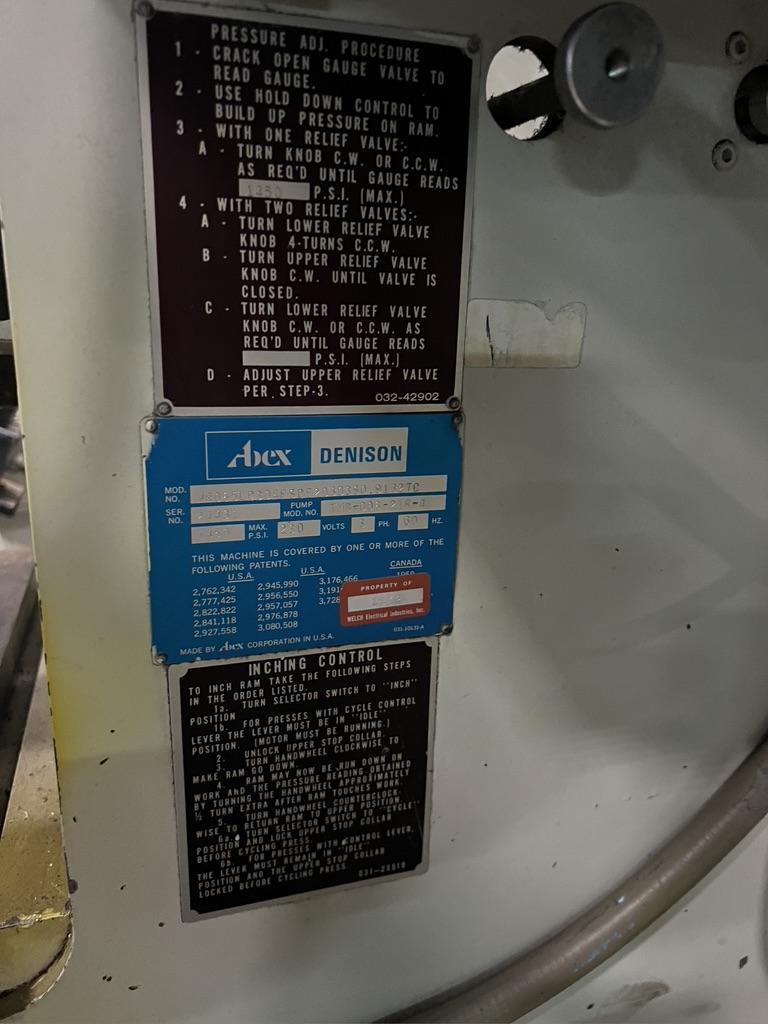 PRESSURE ADJ. PROCEDURE
1 - CRACK OPEN GAUGE VALVE TO
READ GAUGE.
2 - USE HOLD DOWN CONTROL TO
BUILD UP PRESSURE ON RAM.
3 - WITH ONE RELIEF VALVE:-
A - TURN KNOB C.W. OR C.C.W.
AS REQ'D UNTIL GAUGE READS
1450 P.S.I. (MAX.)
4 - WITH TWO RELIEF VALVES:-
A - TURN LOWER RELIEF VALVE
KNOB 4-TURNS C.C.W.
B - TURN UPPER RELIEF VALVE
KNOB C.W. UNTIL VALVE IS
CLOSED.
C - TURN LOWER RELIEF VALVE
KNOB C.W. OR C.C.W. AS
REQ'D UNTIL GAUGE READS
P.S.I. (MAX.)
D - ADJUST UPPER RELIEF VALVE
PER STEP-3.
032-42902
Abex DENISON
MOD. NO.
SER. NO. PUMP MOD. NO.
MAX. P.S.I. 230 VOLTS 3 PH. 60 HZ.
THIS MACHINE IS COVERED BY ONE OR MORE OF THE
FOLLOWING PATENTS.
U.S.A. U.S.A. CANADA
2,762,342 2,945,990 3,176,466 1959
2,777,425 2,956,550 3,191
2,822,822 2,957,057 3,728
2,841,118 2,976,878
2,927,558 3,080,508
PROPERTY OF
WELCH Electrical Industries, Inc.
MADE BY Abex CORPORATION IN U.S.A.
INCHING CONTROL
TO INCH RAM TAKE THE FOLLOWING STEPS
IN THE ORDER LISTED.
1a. TURN SELECTOR SWITCH TO "INCH"
POSITION
1b. FOR PRESSES WITH CYCLE CONTROL
LEVER THE LEVER MUST BE IN "IDLE"
POSITION. (MOTOR MUST BE RUNNING.)
2. UNLOCK UPPER STOP COLLAR.
3. TURN HANDWHEEL CLOCKWISE TO
MAKE RAM GO DOWN.
4. RAM MAY NOW BE RUN DOWN ON
WORK AND THE PRESSURE READING OBTAINED
BY TURNING THE HANDWHEEL APPROXIMATELY
½ TURN EXTRA AFTER RAM TOUCHES WORK.
5. TURN HANDWHEEL COUNTERCLOCK-
WISE TO RETURN RAM TO UPPER POSITION.
6a. TURN SELECTOR SWITCH TO "CYCLE"
POSITION AND LOCK UPPER STOP COLLAR
BEFORE CYCLING PRESS.
6b. FOR PRESSES WITH CONTROL LEVER,
THE LEVER MUST REMAIN IN "IDLE"
POSITION AND THE UPPER STOP COLLAR
LOCKED BEFORE CYCLING PRESS.